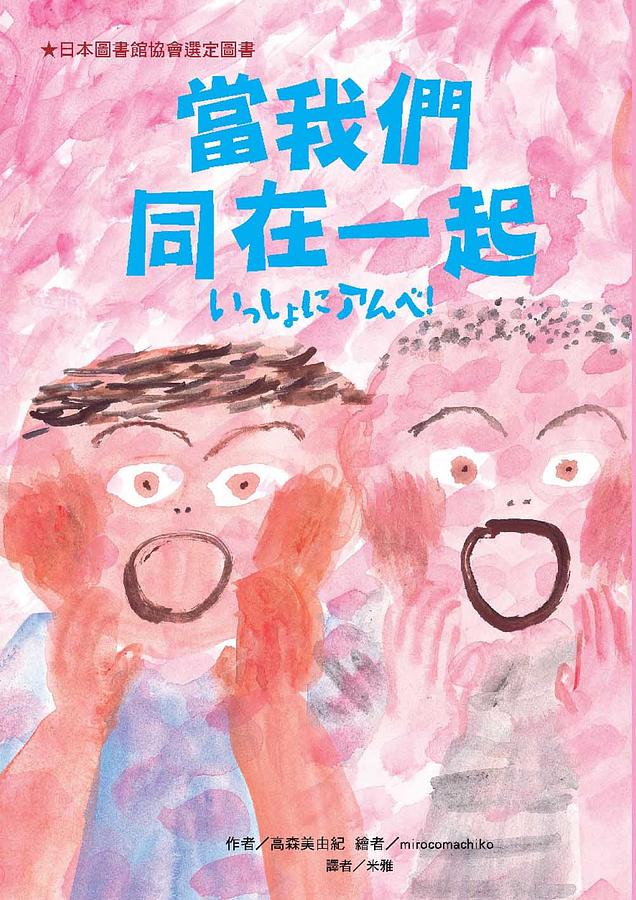 ★日本圖書館協會選定圖書
當我們
同在一起
いっしょにアんべ!
作者／高森美由紀 繪者／mirocomachiko
譯者／米雅